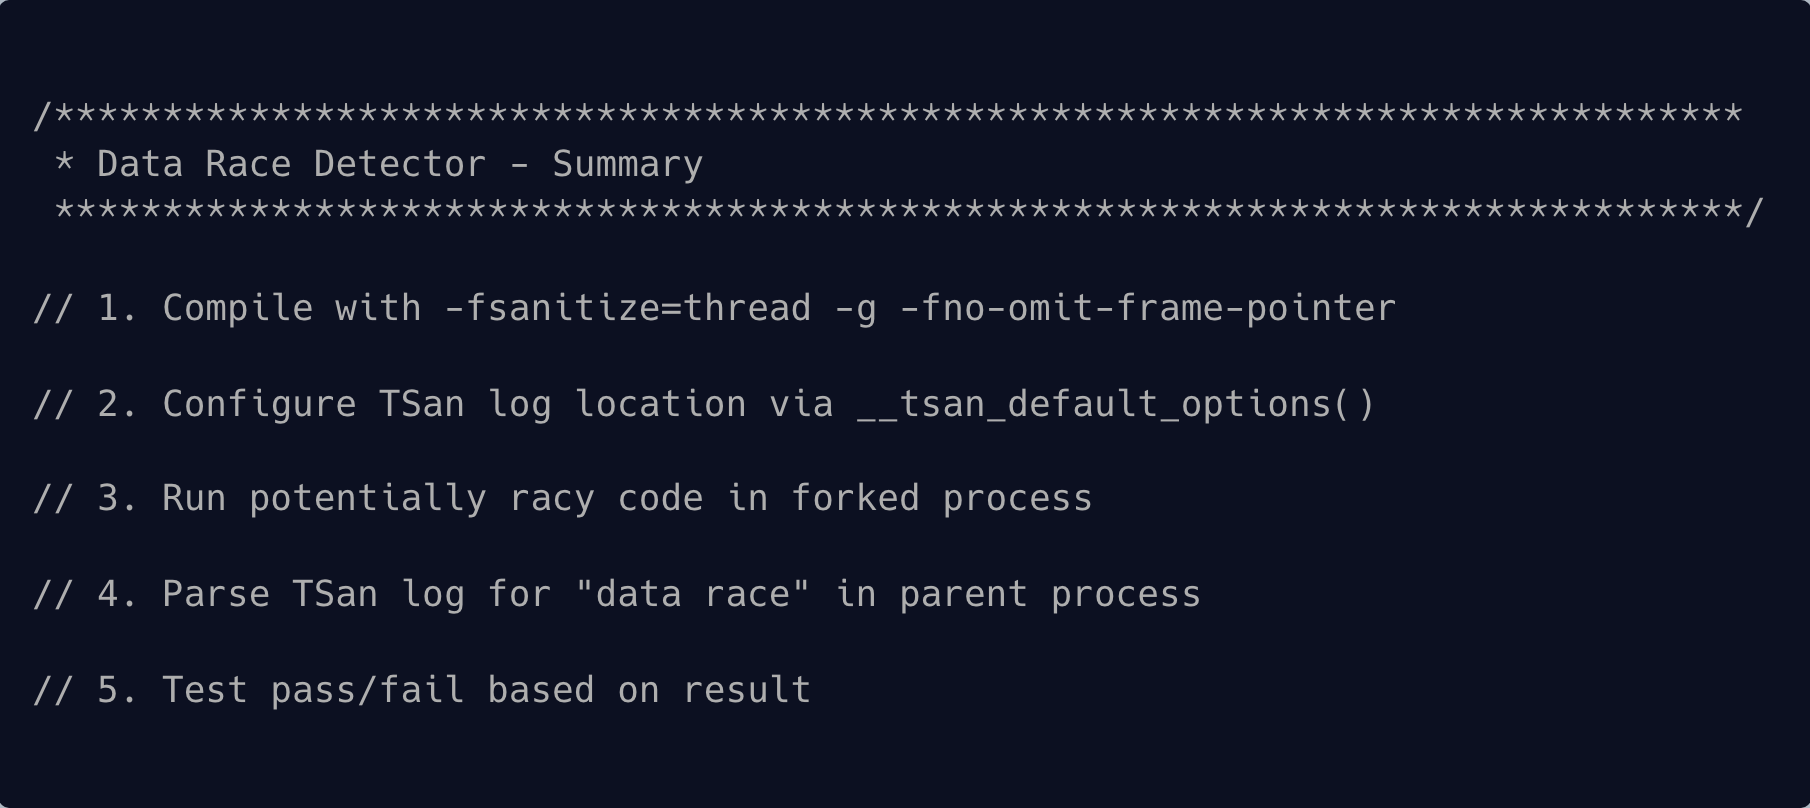 /******************************************************************************
 * Data Race Detector - Summary
 ******************************************************************************/
// 1. Compile with -fsanitize=thread -g -fno-omit-frame-pointer
// 2. Configure TSan log location via __tsan_default_options()
// 3. Run potentially racy code in forked process
// 4. Parse TSan log for "data race" in parent process
// 5. Test pass/fail based on result